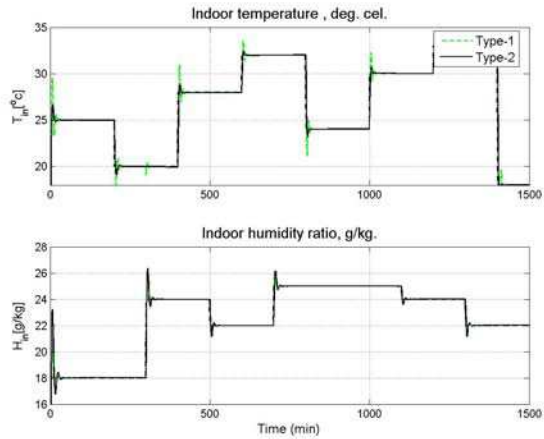 Indoor temperature , deg. cel.
35
30
25
20
T_int[°c]
Type-1
Type-2
0
500
1000
1500
Indoor humidity ratio, g/kg.
28
26
24
22
20
18
16
H_in[g/kg]
0
500
1000
1500
Time (min)